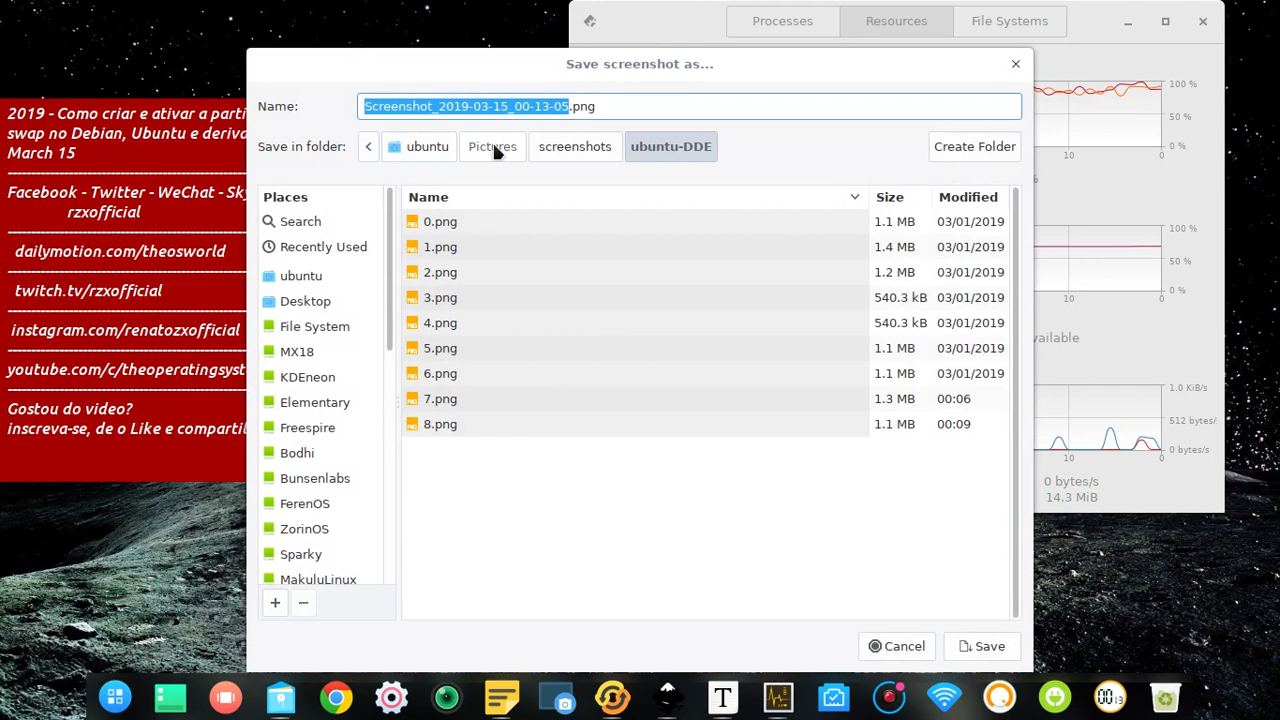 Processes
Resources
File Systems
Save screenshot as...
Name:
Screenshot_2019-03-15_00-13-05.png
Save in folder:
ubuntu
Pictures
screenshots
ubuntu-DDE
Create Folder
Places
Search
Recently Used
ubuntu
Desktop
File System
MX18
KDEneon
Elementary
Freespire
Bodhi
Bunsenlabs
FerenOS
ZorinOS
Sparky
MakuluLinux
Name Size Modified
0.png 1.1 MB 03/01/2019
1.png 1.4 MB 03/01/2019
2.png 1.2 MB 03/01/2019
3.png 540.3 kB 03/01/2019
4.png 540.3 kB 03/01/2019
5.png 1.1 MB 03/01/2019
6.png 1.1 MB 03/01/2019
7.png 1.3 MB 00:06
8.png 1.1 MB 00:09
Cancel
Save
2019 - Como criar e ativar a parti
swap no Debian, Ubuntu e deriva
March 15
Facebook - Twitter - WeChat - Sky
rzxofficial
dailymotion.com/theosworld
twitch.tv/rzxofficial
instagram.com/renatozxofficial
youtube.com/c/theoperatingsyst
Gostou do video?
inscreva-se, de o Like e compartil
100 %
50 %
0 %
10 0
100 %
50 %
0 %
10 0
vailable
1.0 KiB/s
512 bytes/s
0 bytes/s
10 0
0 bytes/s
14.3 MiB
T
00 13